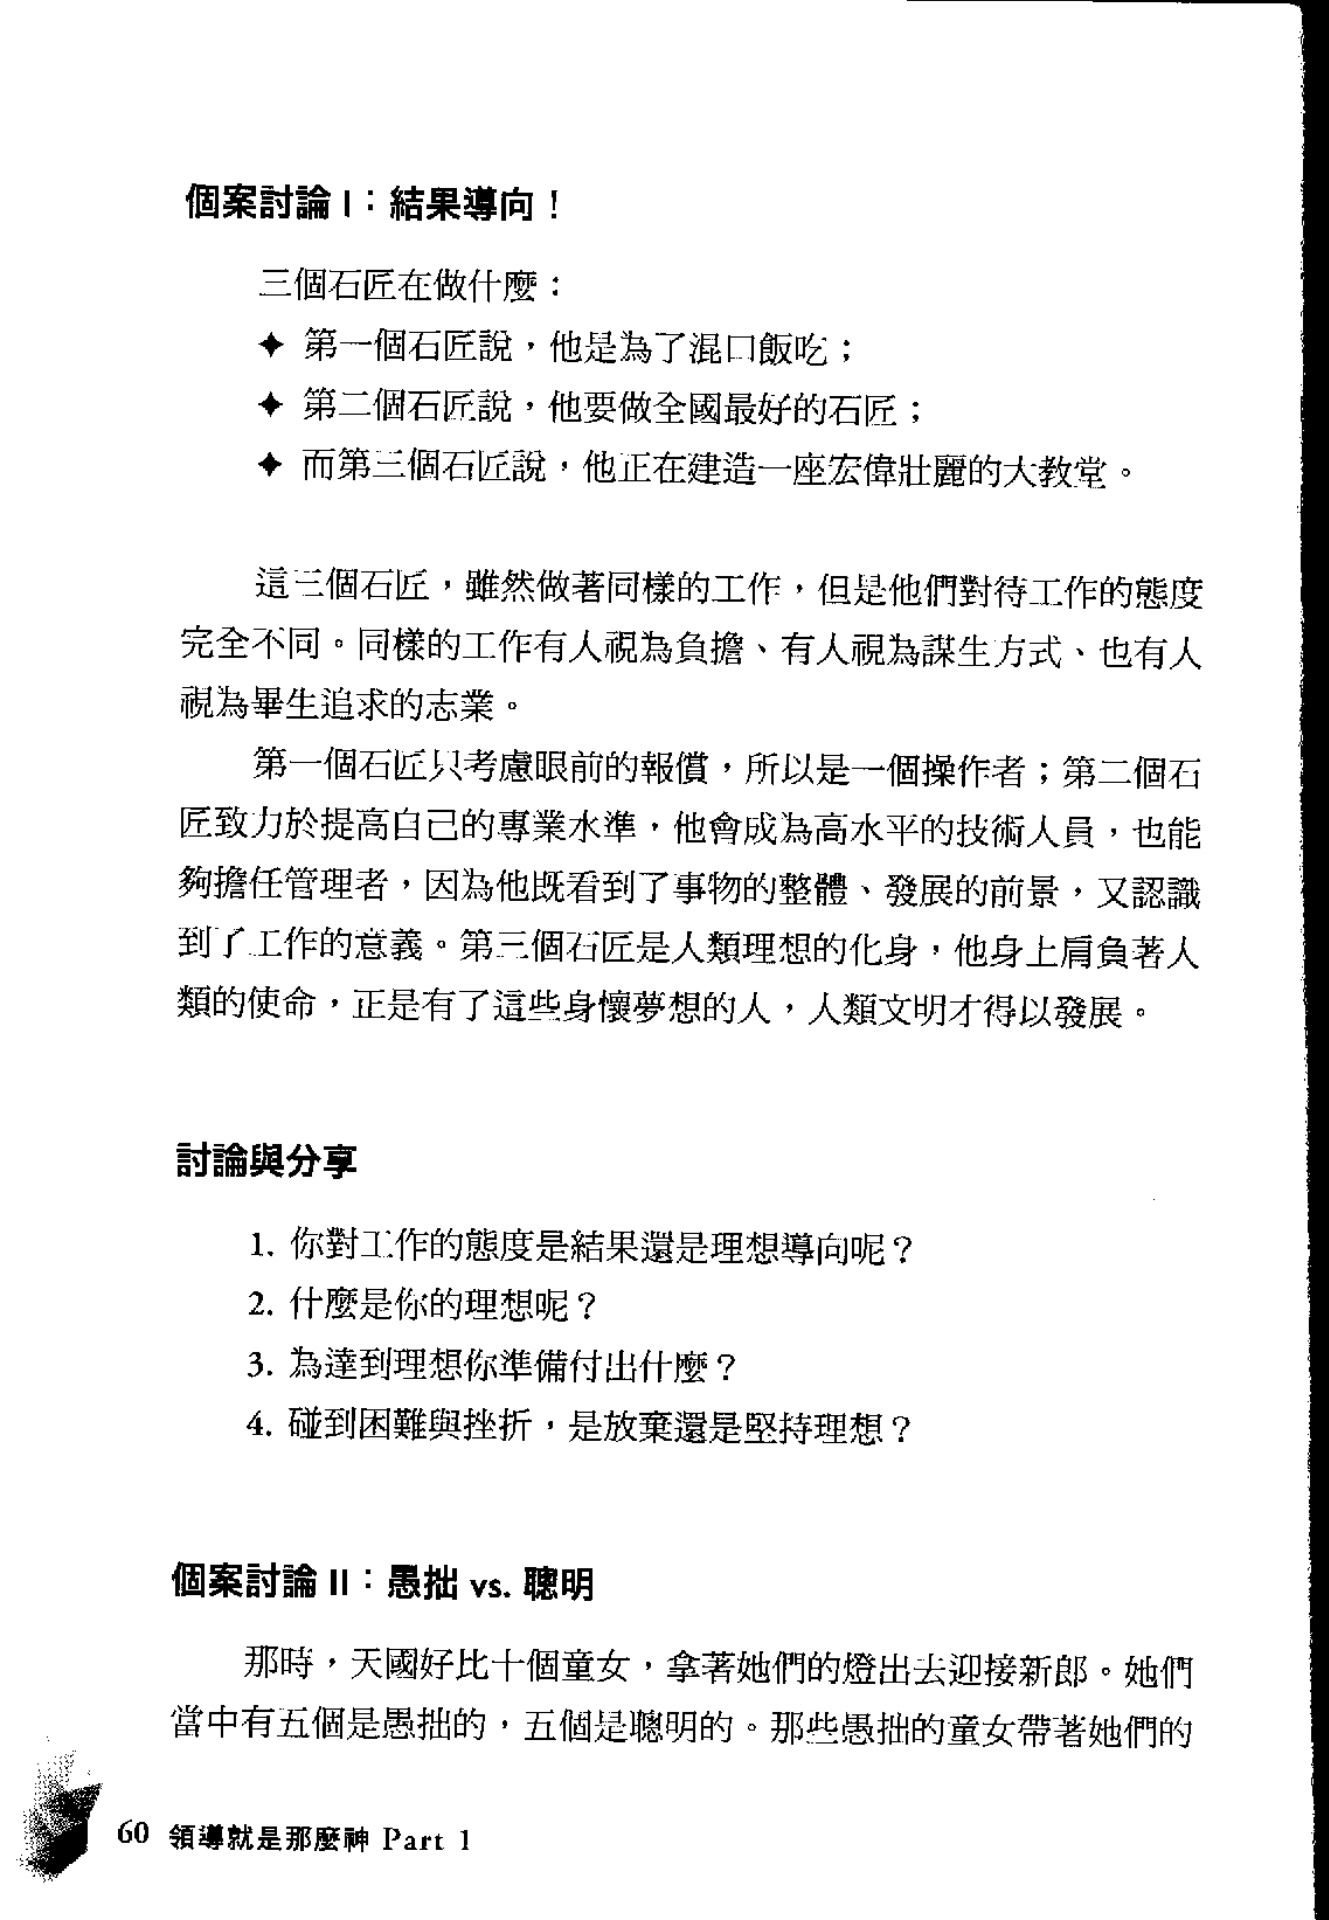 個案討論 I：結果導向！
三個石匠在做什麼：
✦ 第一個石匠說，他是為了混口飯吃；
✦ 第二個石匠說，他要做全國最好的石匠；
✦ 而第三個石匠說，他正在建造一座宏偉壯麗的大教堂。
這三個石匠，雖然做著同樣的工作，但是他們對待工作的態度
完全不同。同樣的工作有人視為負擔、有人視為謀生方式、也有人
視為畢生追求的志業。
第一個石匠只考慮眼前的報償，所以是一個操作者；第二個石
匠致力於提高自己的專業水準，他會成為高水平的技術人員，也能
夠擔任管理者，因為他既看到了事物的整體、發展的前景，又認識
到了工作的意義。第三個石匠是人類理想的化身，他身上肩負著人
類的使命，正是有了這些身懷夢想的人，人類文明才得以發展。
討論與分享
1. 你對工作的態度是結果還是理想導向呢？
2. 什麼是你的理想呢？
3. 為達到理想你準備付出什麼？
4. 碰到困難與挫折，是放棄還是堅持理想？
個案討論 II：愚拙 vs. 聰明
那時，天國好比十個童女，拿著她們的燈出去迎接新郎。她們
當中有五個是愚拙的，五個是聰明的。那些愚拙的童女帶著她們的
60 領導就是那麼神 Part 1